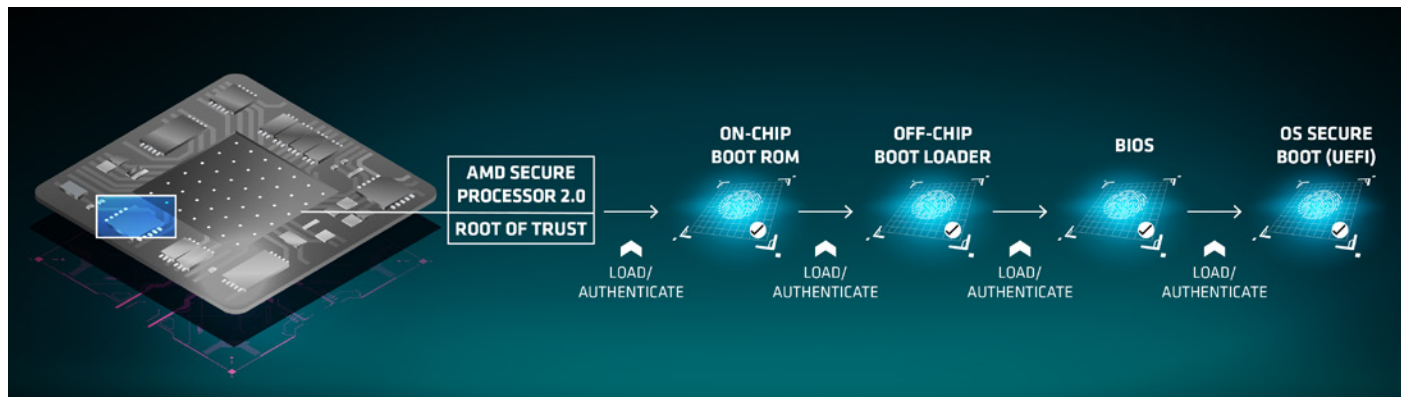 AMD SECURE
PROCESSOR 2.0
ROOT OF TRUST
LOAD/
AUTHENTICATE
ON-CHIP
BOOT ROM
LOAD/
AUTHENTICATE
OFF-CHIP
BOOT LOADER
LOAD/
AUTHENTICATE
BIOS
LOAD/
AUTHENTICATE
OS SECURE
BOOT (UEFI)